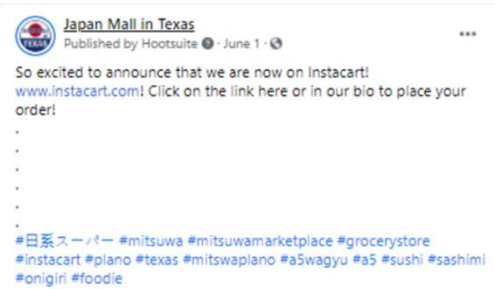 TEXAS
Japan Mall in Texas
Published by Hootsuite · June 1 ·
So excited to announce that we are now on Instacart!
www.instacart.com! Click on the link here or in our bio to place your
order!
.
.
.
.
.
.
#日系スーパー #mitsuwa #mitsuwamarketplace #grocerystore
#instacart #plano #texas #mitswaplano #a5wagyu #a5 #sushi #sashimi
#onigiri #foodie